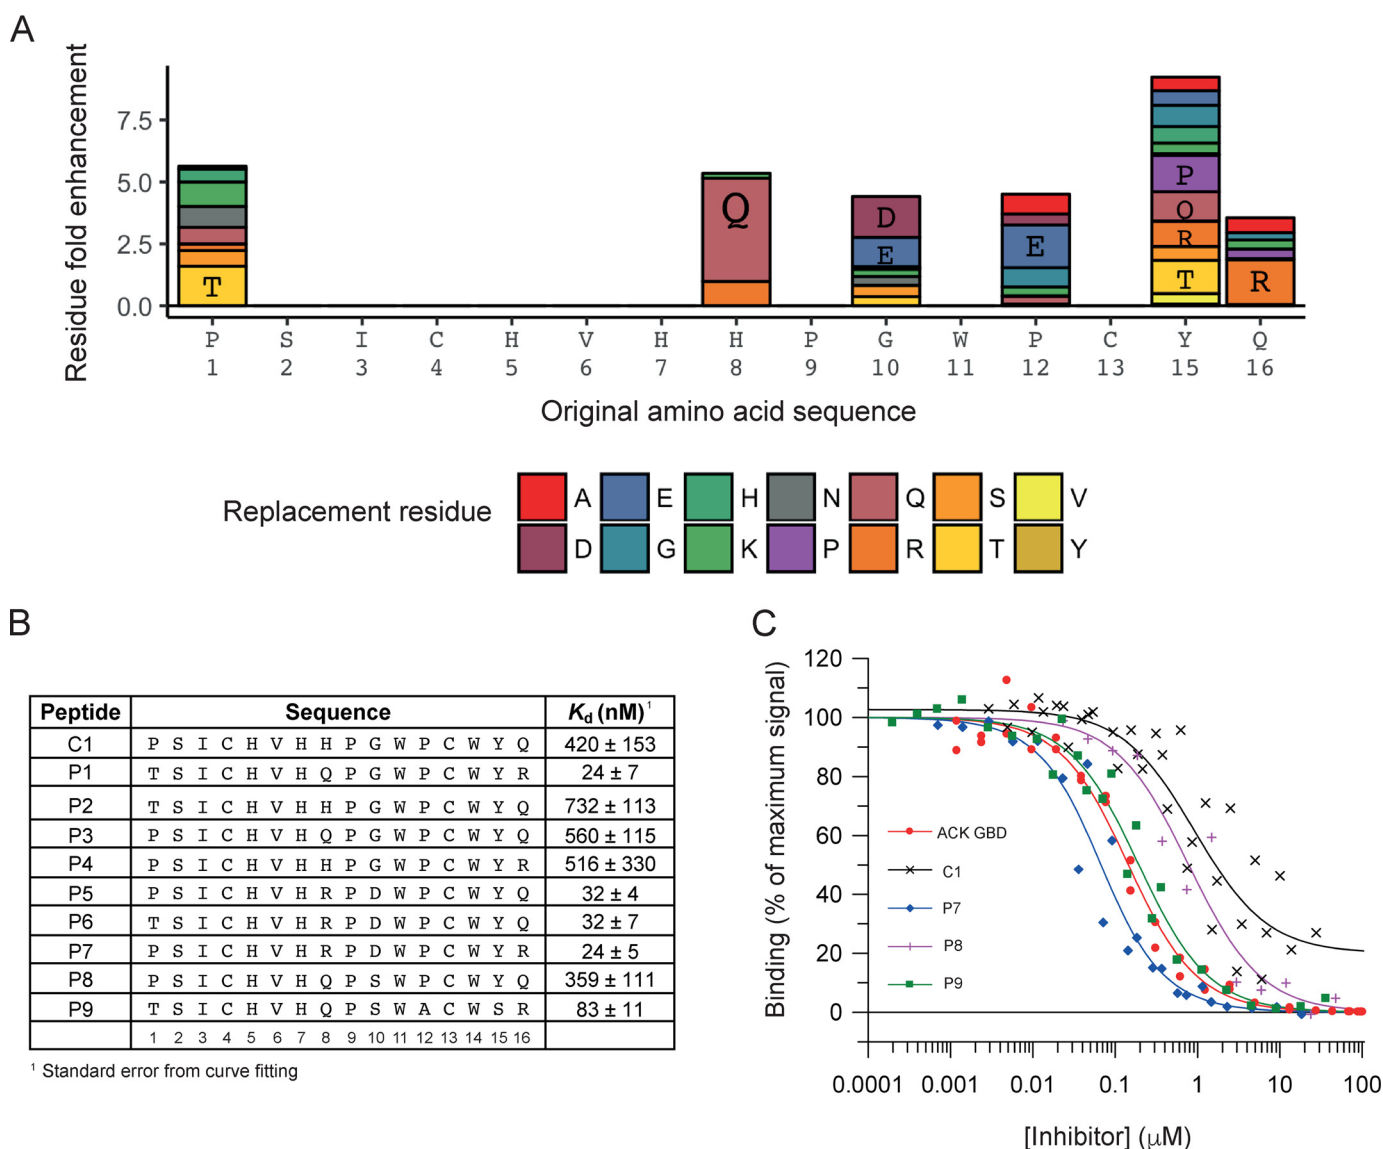 A
Residue fold enhancement
7.5
5.0
2.5
0.0
T
Q
D
E
E
P
Q
R
T
R
P S I C H V H H P G W P C Y Q
1 2 3 4 5 6 7 8 9 10 11 12 13 15 16
Original amino acid sequence
Replacement residue
A E H N Q S V
D G K P R T Y
B
Peptide Sequence Kd (nM)1
C1 P S I C H V H H P G W P C W Y Q 420 ± 153
P1 T S I C H V H Q P G W P C W Y R 24 ± 7
P2 T S I C H V H H P G W P C W Y Q 732 ± 113
P3 P S I C H V H Q P G W P C W Y Q 560 ± 115
P4 P S I C H V H H P G W P C W Y R 516 ± 330
P5 P S I C H V H R P D W P C W Y Q 32 ± 4
P6 T S I C H V H R P D W P C W Y Q 32 ± 7
P7 P S I C H V H R P D W P C W Y R 24 ± 5
P8 P S I C H V H Q P S W P C W Y Q 359 ± 111
P9 T S I C H V H Q P S W A C W S R 83 ± 11
1 2 3 4 5 6 7 8 9 10 11 12 13 14 15 16
1 Standard error from curve fitting
C
Binding (% of maximum signal)
120
100
80
60
40
20
0
ACK GBD
C1
P7
P8
P9
0.0001 0.001 0.01 0.1 1 10 100
[Inhibitor] (μM)